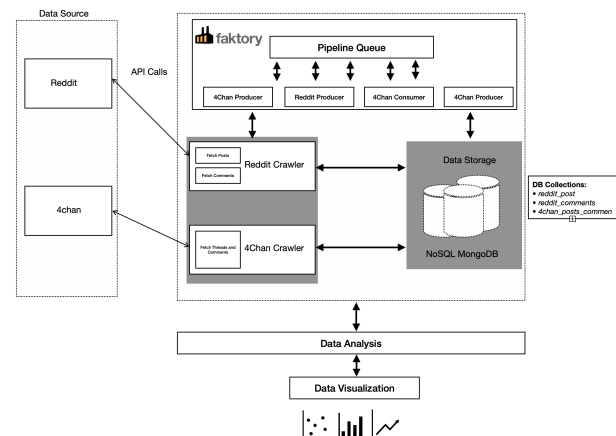 Data Source
Reddit
4chan
API Calls
faktory
Pipeline Queue
4Chan Producer
Reddit Producer
4Chan Consumer
4Chan Producer
Fetch Posts
Fetch Comments
Reddit Crawler
Fetch Threads and
Comments
4Chan Crawler
Data Storage
NoSQL MongoDB
DB Collections:
• reddit_post
• reddit_comments
• 4chan_posts_commen
Data Analysis
Data Visualization